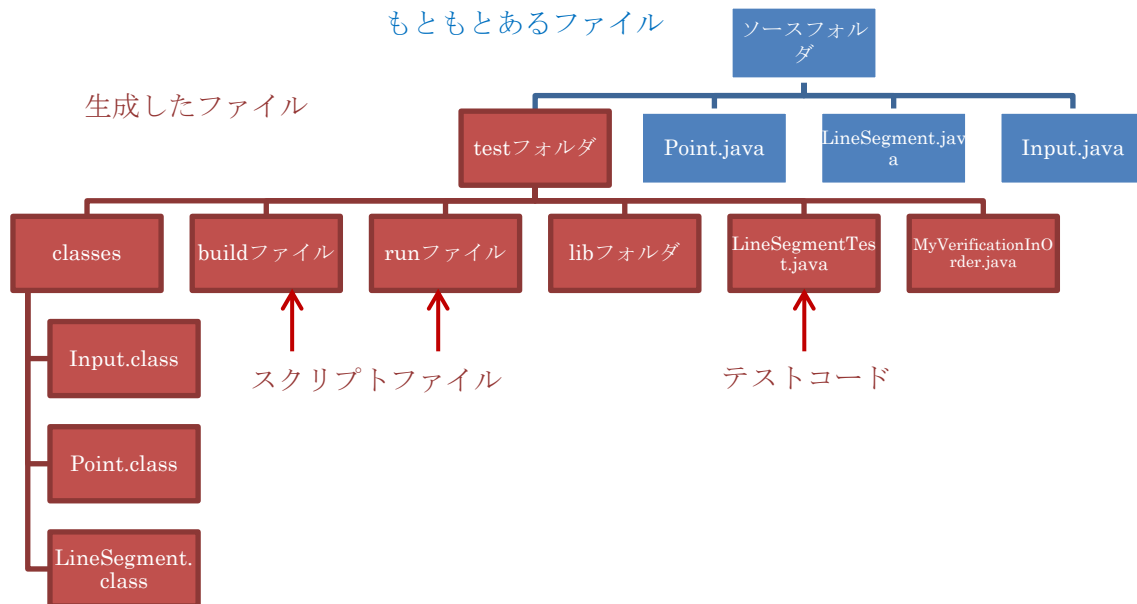 もともとあるファイル
ソースフォル
ダ
生成したファイル
testフォルダ
Point.java
LineSegment.jav
a
Input.java
classes
buildファイル
runファイル
libフォルダ
LineSegmentTes
t.java
MyVerificationInO
rder.java
Input.class
スクリプトファイル
テストコード
Point.class
LineSegment.
class